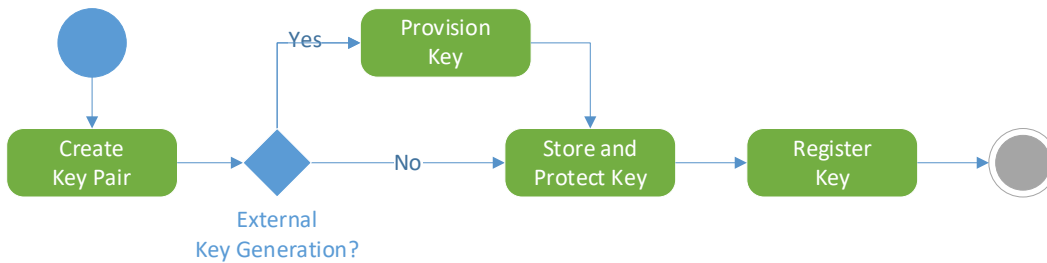 Provision
Key
Yes
Create
Key Pair
No
Store and
Protect Key
Register
Key
External
Key Generation?